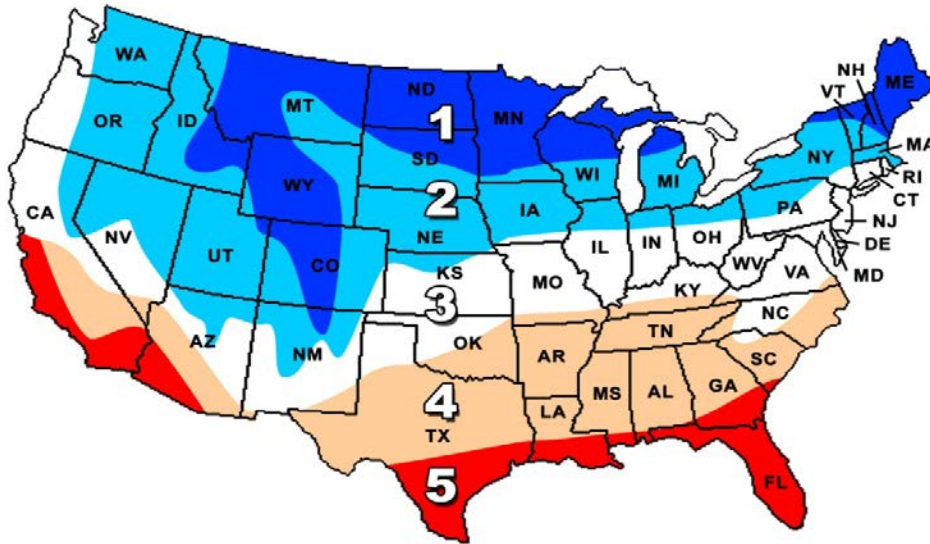 WA
MT
ND
MN
NH
VT
ME
OR
ID
1
SD
WI
MI
NY
MA
RI
CT
WY
2
IA
PA
NJ
CA
NV
UT
CO
NE
IL
IN
OH
WV
VA
DE
MD
KS
3
MO
KY
NC
AZ
NM
OK
AR
TN
SC
4
TX
LA
MS
AL
GA
5
FL